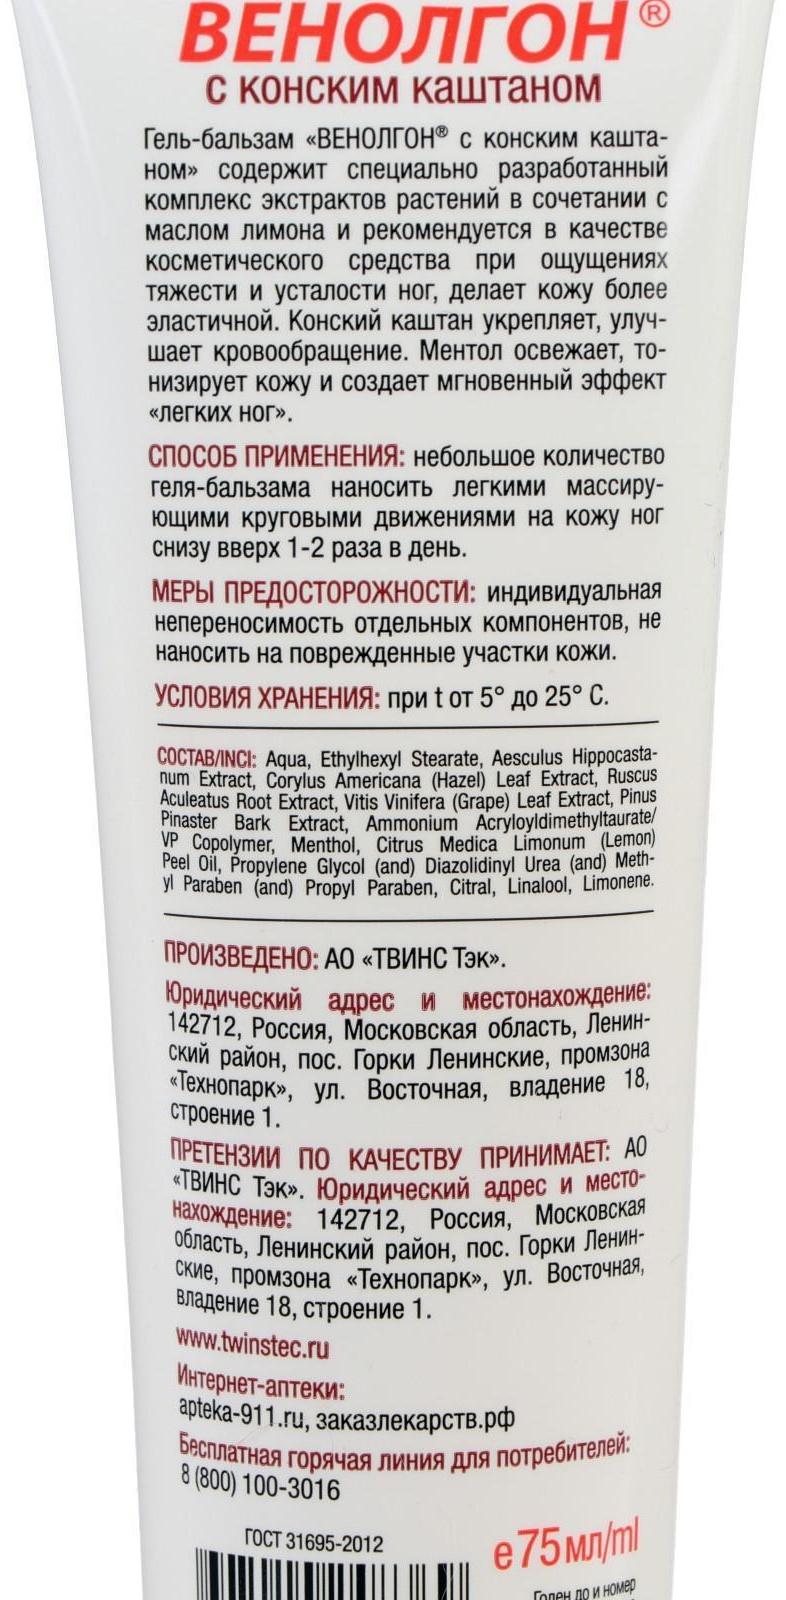 ВЕНОЛГОН®
с конским каштаном
Гель-бальзам «ВЕНОЛГОН® с конским кашта-
ном» содержит специально разработанный
комплекс экстрактов растений в сочетании с
маслом лимона и рекомендуется в качестве
косметического средства при ощущениях
тяжести и усталости ног, делает кожу более
эластичной. Конский каштан укрепляет, улуч-
шает кровообращение. Ментол освежает, то-
низирует кожу и создает мгновенный эффект
«легких ног».
СПОСОБ ПРИМЕНЕНИЯ: небольшое количество
геля-бальзама наносить легкими массиру-
ющими круговыми движениями на кожу ног
снизу вверх 1-2 раза в день.
МЕРЫ ПРЕДОСТОРОЖНОСТИ: индивидуальная
непереносимость отдельных компонентов, не
наносить на поврежденные участки кожи.
УСЛОВИЯ ХРАНЕНИЯ: при t от 5° до 25° С.
СОСТАВ/INCI: Aqua, Ethylhexyl Stearate, Aesculus Hippocasta-
num Extract, Corylus Americana (Hazel) Leaf Extract, Ruscus
Aculeatus Root Extract, Vitis Vinifera (Grape) Leaf Extract, Pinus
Pinaster Bark Extract, Ammonium Acryloyldimethyltaurate/
VP Copolymer, Menthol, Citrus Medica Limonum (Lemon)
Peel Oil, Propylene Glycol (and) Diazolidinyl Urea (and) Meth-
yl Paraben (and) Propyl Paraben, Citral, Linalool, Limonene.
ПРОИЗВЕДЕНО: АО «ТВИНС Тэк».
Юридический адрес и местонахождение:
142712, Россия, Московская область, Ленин-
ский район, пос. Горки Ленинские, промзона
«Технопарк», ул. Восточная, владение 18,
строение 1.
ПРЕТЕНЗИИ ПО КАЧЕСТВУ ПРИНИМАЕТ: АО
«ТВИНС Тэк». Юридический адрес и место-
нахождение: 142712, Россия, Московская
область, Ленинский район, пос. Горки Ленин-
ские, промзона «Технопарк», ул. Восточная,
владение 18, строение 1.
www.twinstec.ru
Интернет-аптеки:
apteka-911.ru, заказлекарств.рф
Бесплатная горячая линия для потребителей:
8 (800) 100-3016
ГОСТ 31695-2012
e 75 мл/ml
Годен до и номер